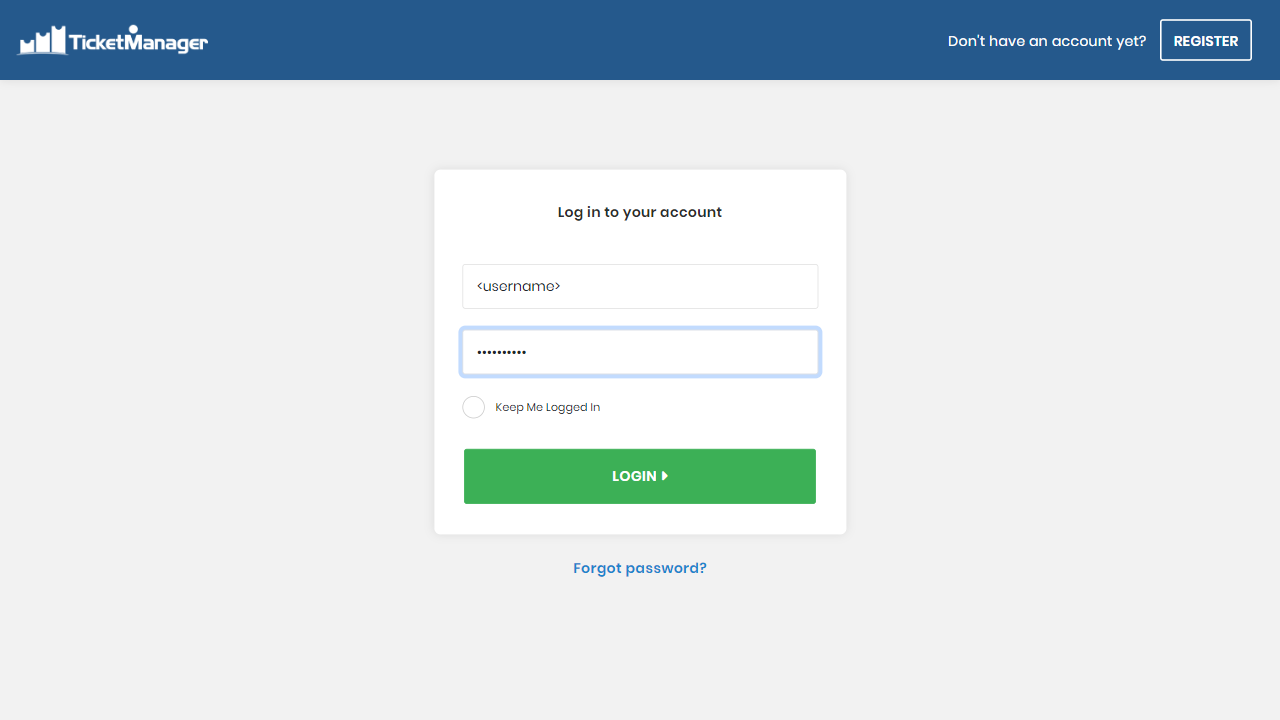 TicketManager
Don't have an account yet?
REGISTER
Log in to your account
<username>
••••••••••
Keep Me Logged In
LOGIN
Forgot password?